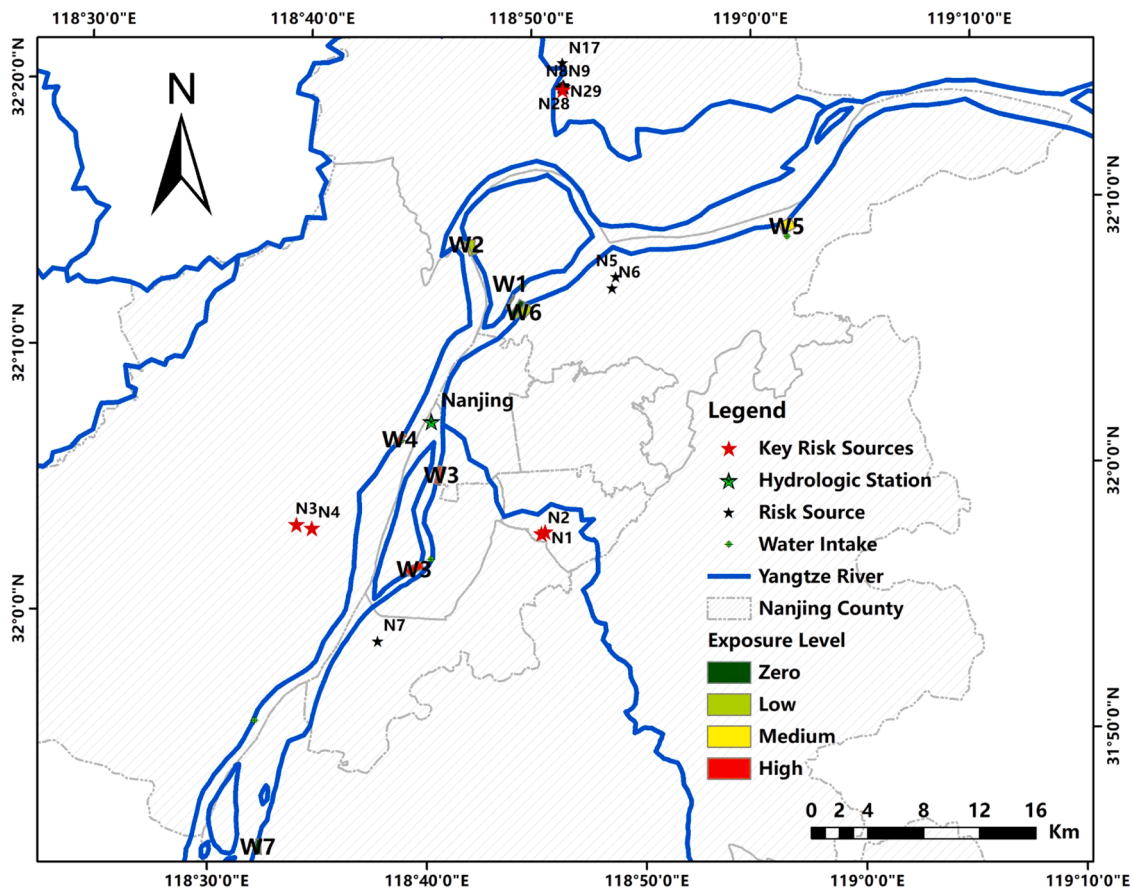 118°30'0"E 118°40'0"E 118°50'0"E 119°0'0"E 119°10'0"E
32°20'0"N
N
N17
N8N9
N29
N28
32°10'0"N
W5
W2
N5
N6
W1
W6
32°10'0"N
Nanjing
W4
W3
32°0'0"N
N3N4
N2
N1
W3
32°0'0"N
N7
31°50'0"N
W7
Legend
Key Risk Sources
Hydrologic Station
Risk Source
Water Intake
Yangtze River
Nanjing County
Exposure Level
Zero
Low
Medium
High
0 2 4 8 12 16
Km
118°30'0"E 118°40'0"E 118°50'0"E 119°0'0"E 119°10'0"E